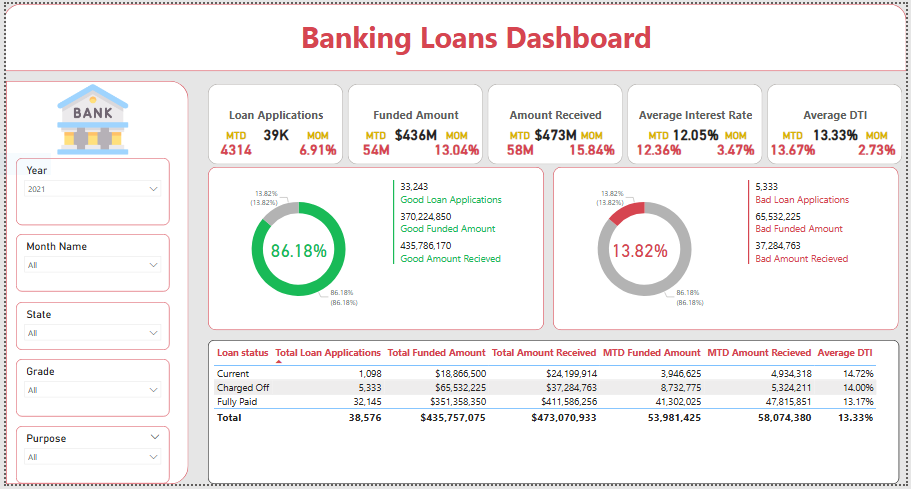 Banking Loans Dashboard
BANK
Year
2021
Month Name
All
State
All
Grade
All
Purpose
All
Loan Applications
MTD 39K MOM
4314 6.91%
Funded Amount
MTD $436M MOM
54M 13.04%
Amount Received
MTD $473M MOM
58M 15.84%
Average Interest Rate
MTD 12.05% MOM
12.36% 3.47%
Average DTI
MTD 13.33% MOM
13.67% 2.73%
13.82%
(13.82%)
86.18%
86.18%
(86.18%)
33,243
Good Loan Applications
370,224,850
Good Funded Amount
435,786,170
Good Amount Recieved
13.82%
(13.82%)
13.82%
86.18%
(86.18%)
5,333
Bad Loan Applications
65,532,225
Bad Funded Amount
37,284,763
Bad Amount Recieved
Loan status Total Loan Applications Total Funded Amount Total Amount Received MTD Funded Amount MTD Amount Recieved Average DTI
Current 1,098 $18,866,500 $24,199,914 3,946,625 4,934,318 14.72%
Charged Off 5,333 $65,532,225 $37,284,763 8,732,775 5,324,211 14.00%
Fully Paid 32,145 $351,358,350 $411,586,256 41,302,025 47,815,851 13.17%
Total 38,576 $435,757,075 $473,070,933 53,981,425 58,074,380 13.33%